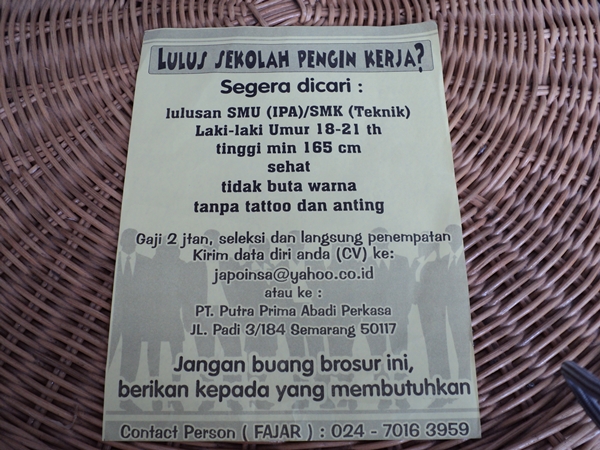 LULUS SEKOLAH PENGIN KERJA?
Segera dicari :
lulusan SMU (IPA)/SMK (Teknik)
Laki-laki Umur 18-21 th
tinggi min 165 cm
sehat
tidak buta warna
tanpa tattoo dan anting
Gaji 2 jtan, seleksi dan langsung penempatan
Kirim data diri anda (CV) ke:
japoinsa@yahoo.co.id
atau ke :
PT. Putra Prima Abadi Perkasa
JL. Padi 3/184 Semarang 50117
Jangan buang brosur ini,
berikan kepada yang membutuhkan
Contact Person ( FAJAR ) : 024 - 7016 3959